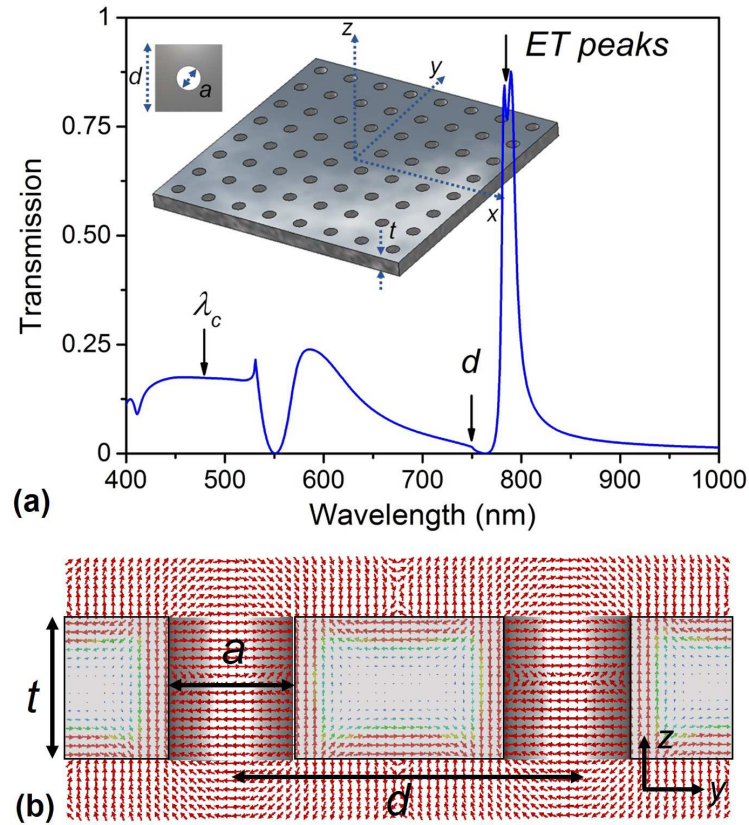 (a)
1
0.75
0.50
0.25
0
Transmission
400 500 600 700 800 900 1000
Wavelength (nm)
d
a
z
y
x
t
ET peaks
λc
d
(b)
t
a
d
z
y